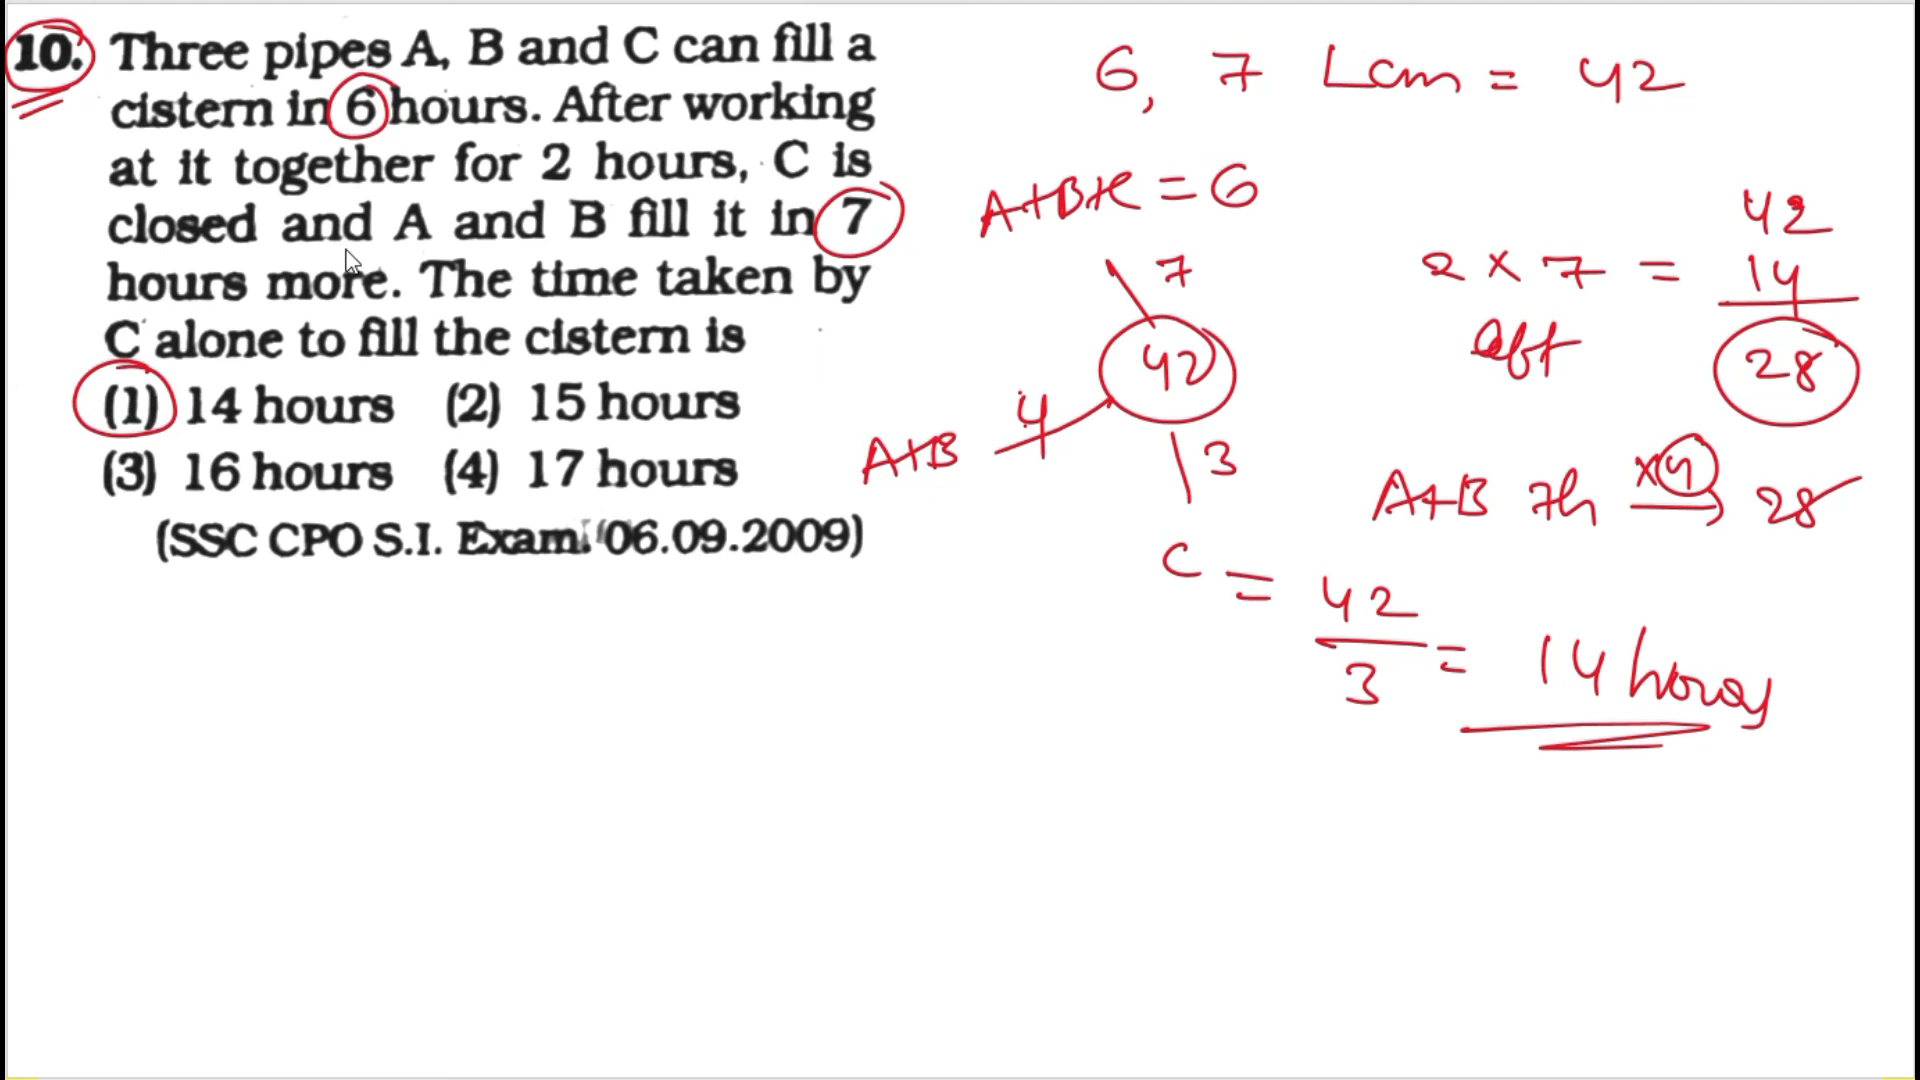 10. Three pipes A, B and C can fill a
cistern in 6 hours. After working
at it together for 2 hours, C is
closed and A and B fill it in 7
hours more. The time taken by
C alone to fill the cistern is
(1) 14 hours (2) 15 hours
(3) 16 hours (4) 17 hours
(SSC CPO S.I. Exam. 06.09.2009)
6, 7 Lcm = 42
A+B+C = 6
7
42
A+B 4
3
C = 42
3
= 14 hours
42
2 × 7 = 14
left 28
A+B 7h ×4 28